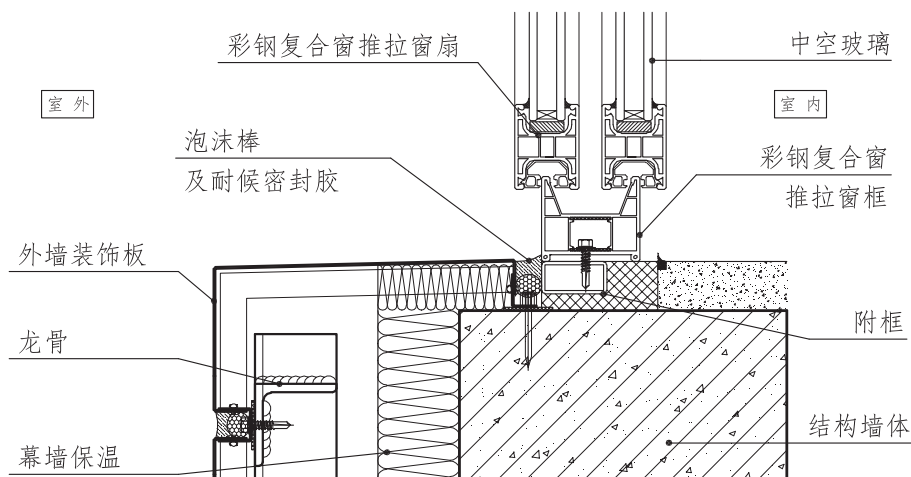 彩钢复合窗推拉窗扇
中空玻璃
室外
室内
泡沫棒
及耐候密封胶
彩钢复合窗
推拉窗框
外墙装饰板
龙骨
附框
结构墙体
幕墙保温